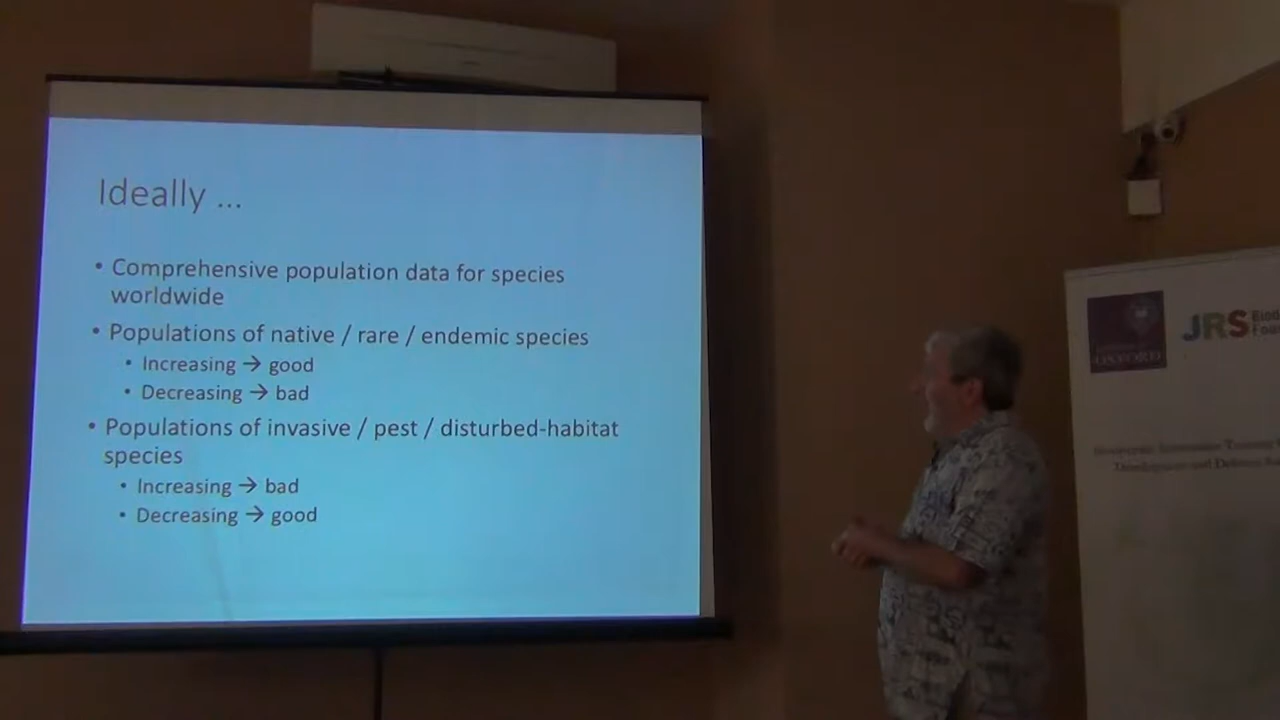 Ideally ...
• Comprehensive population data for species
worldwide
• Populations of native / rare / endemic species
• Increasing → good
• Decreasing → bad
• Populations of invasive / pest / disturbed-habitat
species
• Increasing → bad
• Decreasing → good
OXFORD
JRS